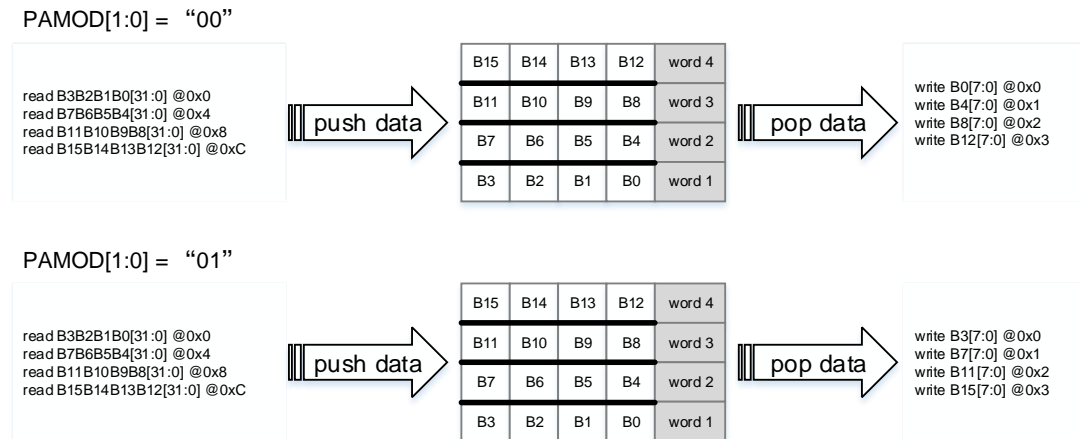 PAMOD[1:0] = “00”
read B3B2B1B0[31:0] @0x0
read B7B6B5B4[31:0] @0x4
read B11B10B9B8[31:0] @0x8
read B15B14B13B12[31:0] @0xC
push data
B15 B14 B13 B12 word 4
B11 B10 B9 B8 word 3
B7 B6 B5 B4 word 2
B3 B2 B1 B0 word 1
pop data
write B0[7:0] @0x0
write B4[7:0] @0x1
write B8[7:0] @0x2
write B12[7:0] @0x3
PAMOD[1:0] = “01”
read B3B2B1B0[31:0] @0x0
read B7B6B5B4[31:0] @0x4
read B11B10B9B8[31:0] @0x8
read B15B14B13B12[31:0] @0xC
push data
B15 B14 B13 B12 word 4
B11 B10 B9 B8 word 3
B7 B6 B5 B4 word 2
B3 B2 B1 B0 word 1
pop data
write B3[7:0] @0x0
write B7[7:0] @0x1
write B11[7:0] @0x2
write B15[7:0] @0x3